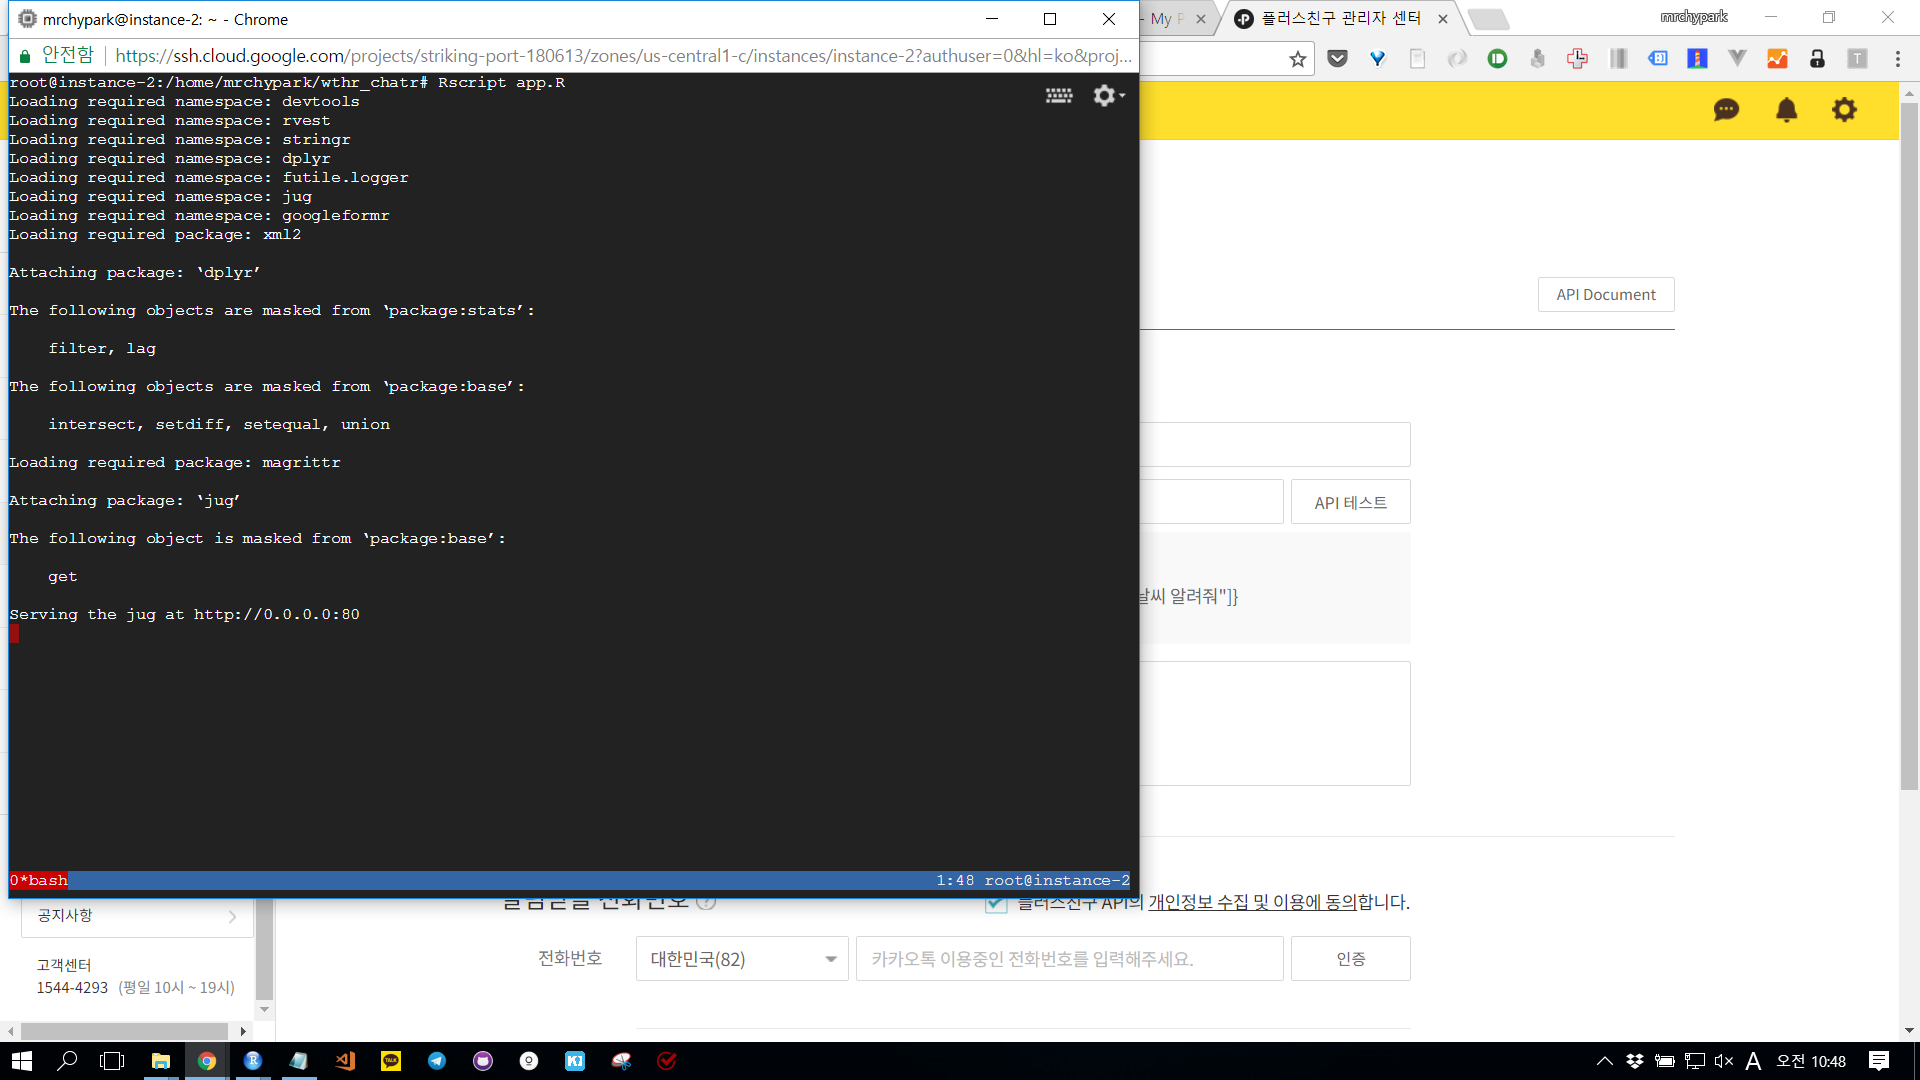 mrchypark@instance-2: ~ - Chrome
안전함
https://ssh.cloud.google.com/projects/striking-port-180613/zones/us-central1-c/instances/instance-2?authuser=0&hl=ko&proj...
- My P
플러스친구 관리자 센터
mrchypark
root@instance-2:/home/mrchypark/wthr_chatr# Rscript app.R
Loading required namespace: devtools
Loading required namespace: rvest
Loading required namespace: stringr
Loading required namespace: dplyr
Loading required namespace: futile.logger
Loading required namespace: jug
Loading required namespace: googleformr
Loading required package: xml2
Attaching package: ‘dplyr’
The following objects are masked from ‘package:stats’:
filter, lag
The following objects are masked from ‘package:base’:
intersect, setdiff, setequal, union
Loading required package: magrittr
Attaching package: ‘jug’
The following object is masked from ‘package:base’:
get
Serving the jug at http://0.0.0.0:80
0*bash
1:48 root@instance-2
API Document
API 테스트
날씨 알려줘"]}
플러스친구 API의 개인정보 수집 및 이용에 동의합니다.
공지사항
고객센터
1544-4293 (평일 10시 ~ 19시)
전화번호
대한민국(82)
카카오톡 이용중인 전화번호를 입력해주세요.
인증
A
오전 10:48